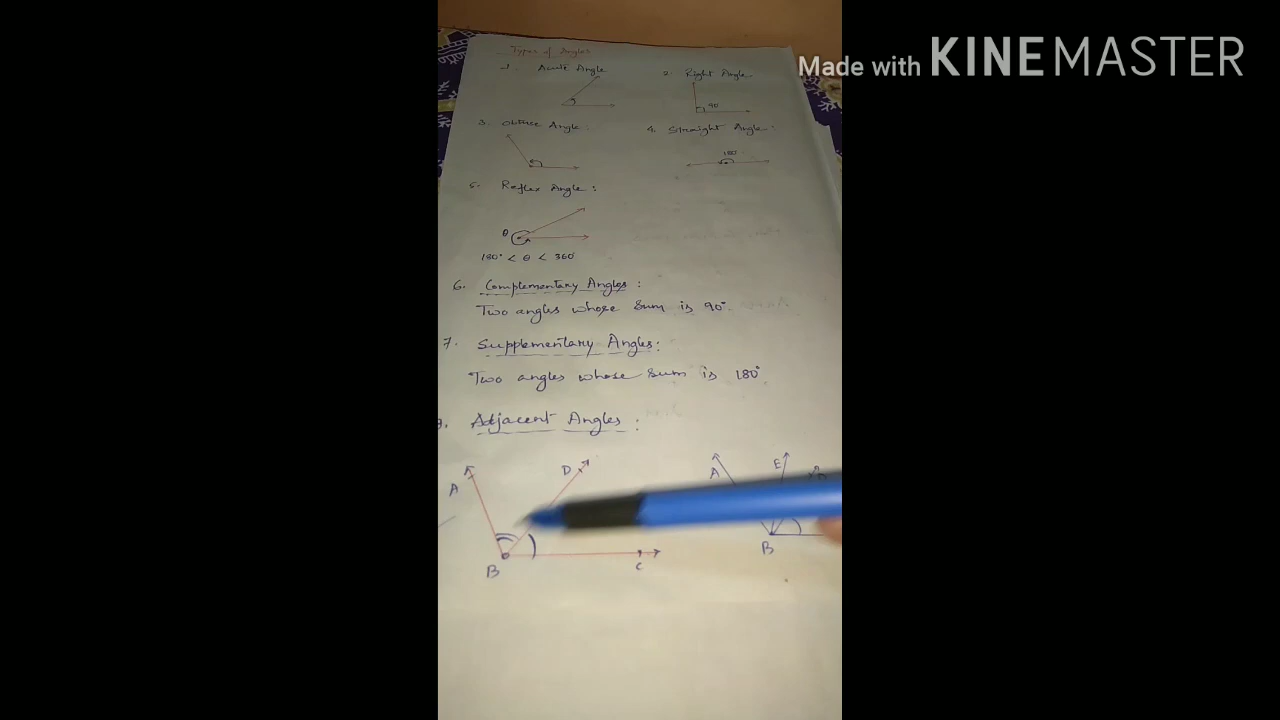 Made with KINEMASTER
Types of Angles
1. Acute Angle
2. Right Angle
90
3. Obtuse Angle.
4. Straight Angle:
180°
5. Reflex Angle:
θ
180° < θ < 360°
6. Complementary Angles:
Two angles whose sum is 90°.
7. Supplementary Angles:
Two angles whose sum is 180°
Adjacent Angles:
A
D
B
C
A
E
B